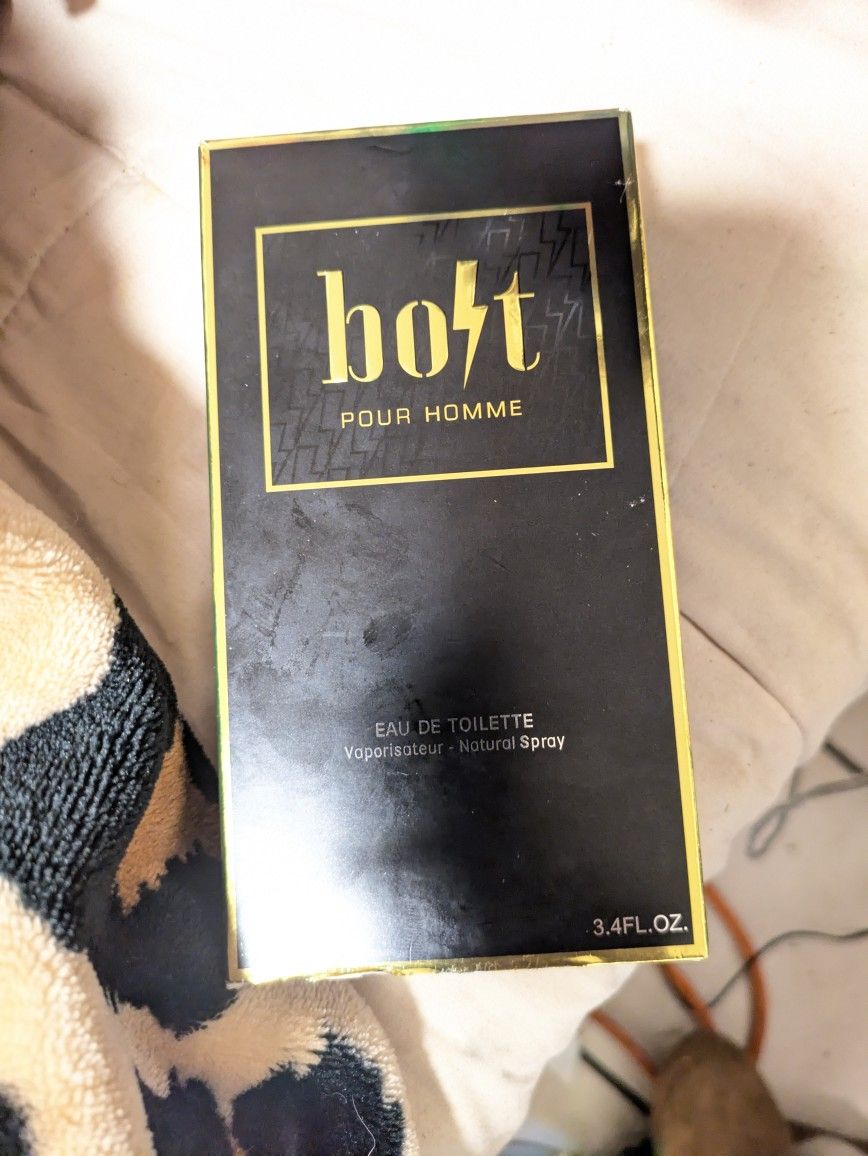 bolt
POUR HOMME
EAU DE TOILETTE
Vaporisateur - Natural Spray
3.4FL.OZ.